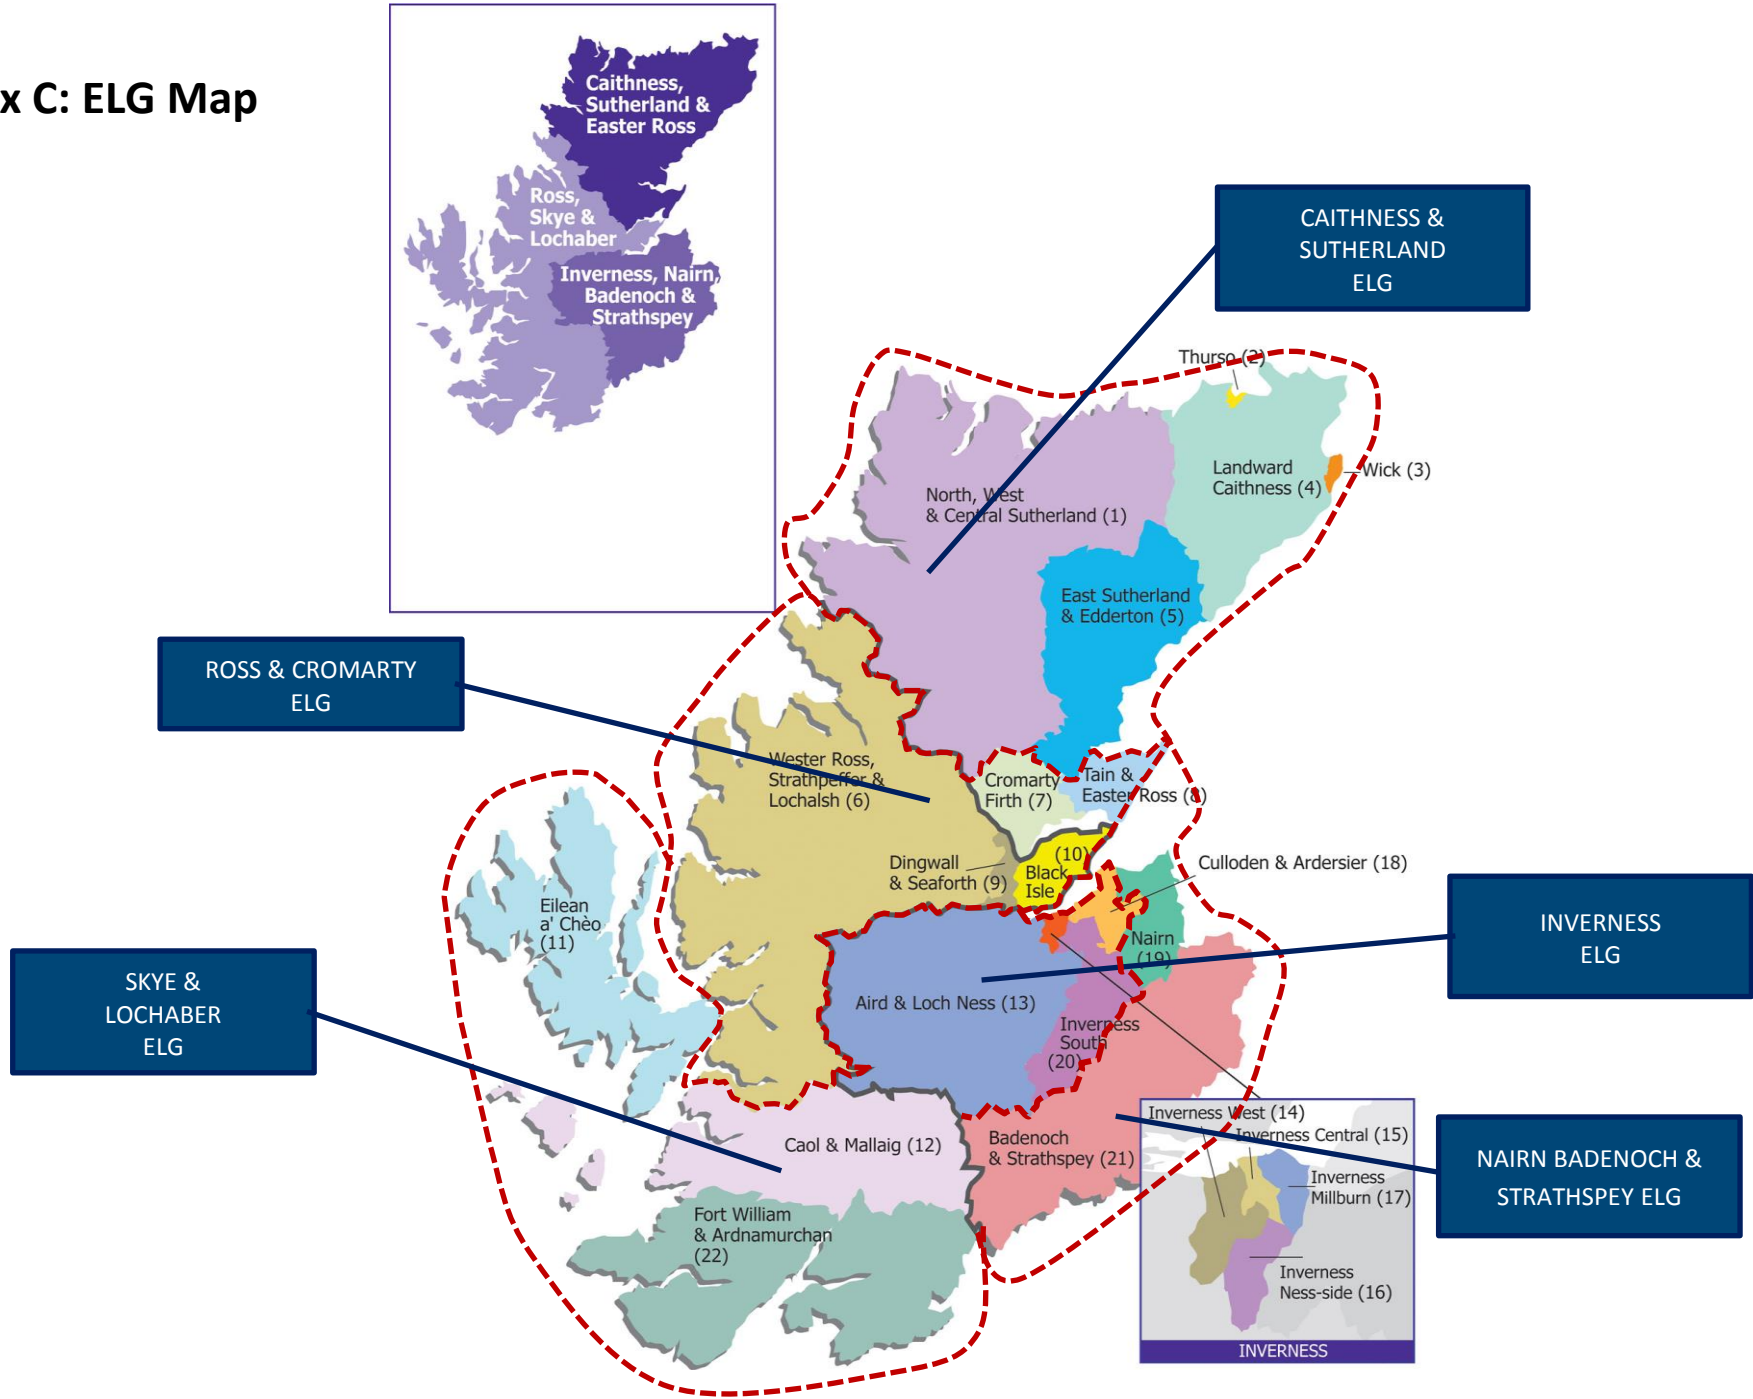 x C: ELG Map
Caithness,
Sutherland &
Easter Ross
Ross,
Skye &
Lochaber
Inverness, Nairn,
Badenoch &
Strathspey
CAITHNESS &
SUTHERLAND
ELG
Thurso (2)
Landward
Caithness (4)
Wick (3)
North, West
& Central Sutherland (1)
East Sutherland
& Edderton (5)
ROSS & CROMARTY
ELG
Wester Ross,
Strathpeffer &
Lochalsh (6)
Cromarty
Firth (7)
Tain &
Easter Ross (8)
Dingwall
& Seaforth (9)
(10)
Black
Isle
Culloden & Ardersier (18)
Eilean
a' Chèo
(11)
Nairn
(19)
INVERNESS
ELG
SKYE &
LOCHABER
ELG
Aird & Loch Ness (13)
Inverness
South
(20)
Caol & Mallaig (12)
Badenoch
& Strathspey (21)
Fort William
& Ardnamurchan
(22)
NAIRN BADENOCH &
STRATHSPEY ELG
Inverness West (14)
Inverness Central (15)
Inverness
Millburn (17)
Inverness
Ness-side (16)
INVERNESS